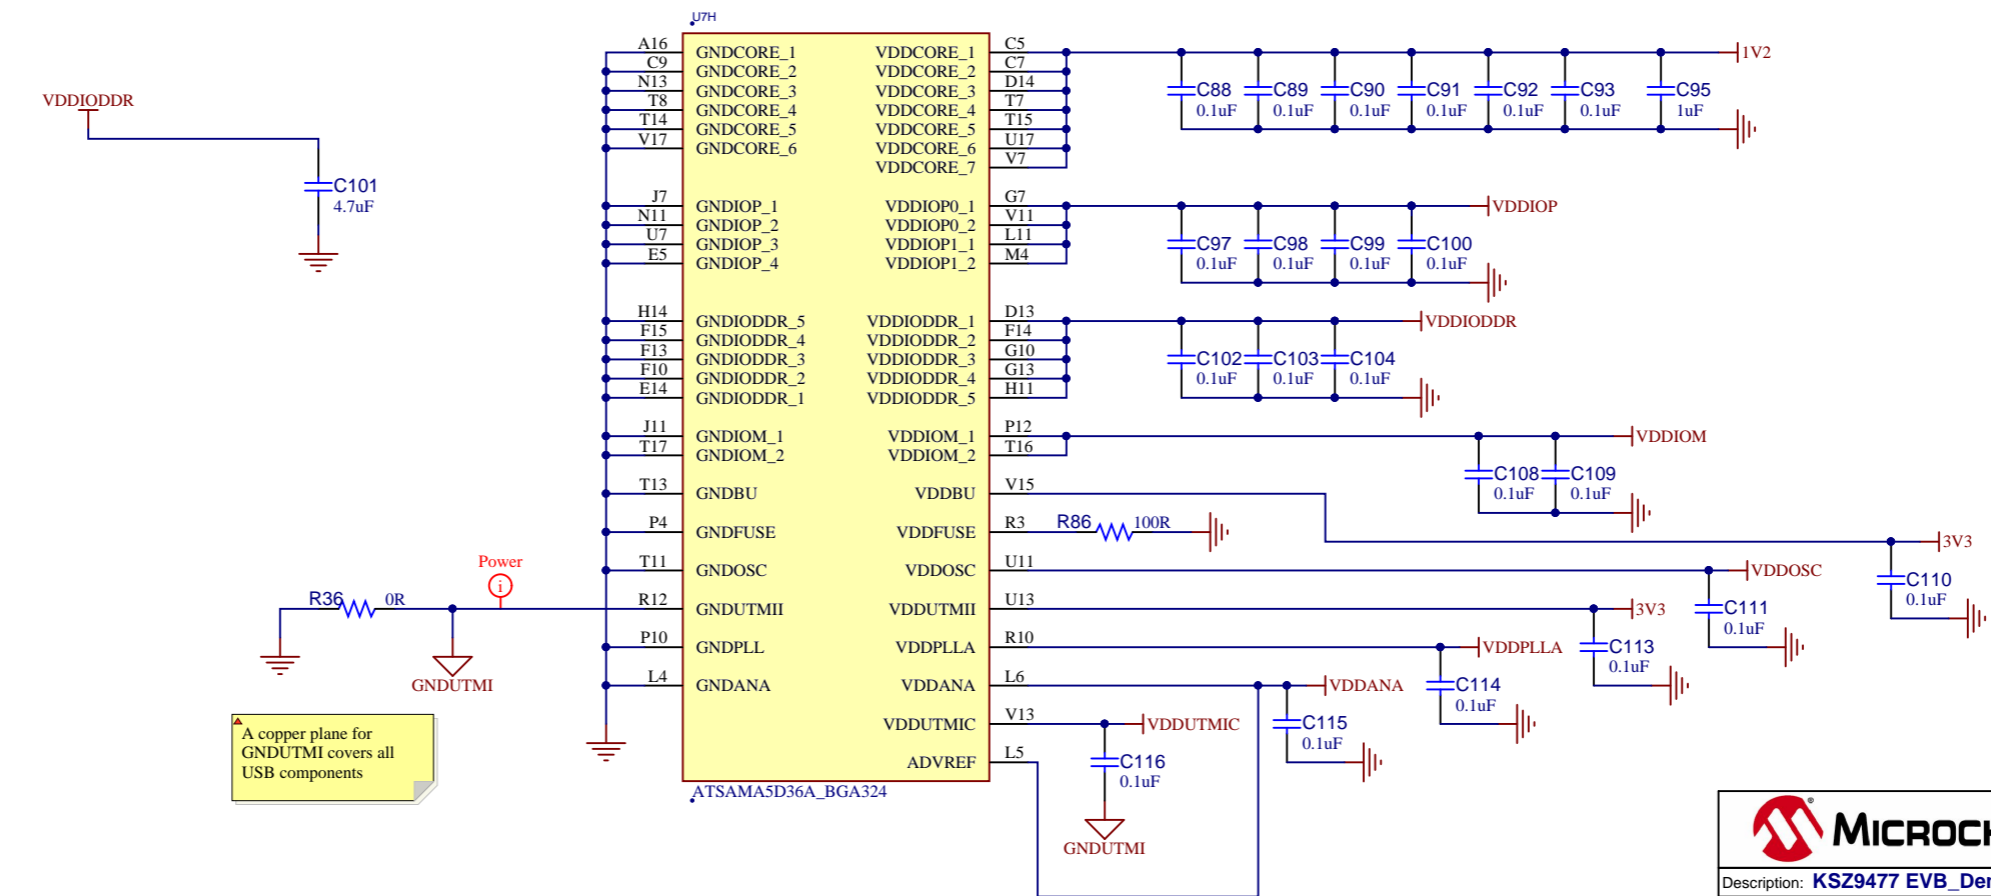 U7H
A16 GNDCORE_1 VDDCORE_1 C5 1V2
C9 GNDCORE_2 VDDCORE_2 C7
N13 GNDCORE_3 VDDCORE_3 D14
T8 GNDCORE_4 VDDCORE_4 T7
T14 GNDCORE_5 VDDCORE_5 T15
V17 GNDCORE_6 VDDCORE_6 U17
VDDCORE_7 V7
C88 C89 C90 C91 C92 C93 C95
0.1uF 0.1uF 0.1uF 0.1uF 0.1uF 0.1uF 1uF
VDDIODDR
C101
4.7uF
J7 GNDIOP_1 VDDIOP0_1 G7 VDDIOP
N11 GNDIOP_2 VDDIOP0_2 V11
U7 GNDIOP_3 VDDIOP1_1 L11
E5 GNDIOP_4 VDDIOP1_2 M4
C97 C98 C99 C100
0.1uF 0.1uF 0.1uF 0.1uF
H14 GNDIODDR_5 VDDIODDR_1 D13 VDDIODDR
F15 GNDIODDR_4 VDDIODDR_2 F14
F13 GNDIODDR_3 VDDIODDR_3 G10
F10 GNDIODDR_2 VDDIODDR_4 G13
E14 GNDIODDR_1 VDDIODDR_5 H11
C102 C103 C104
0.1uF 0.1uF 0.1uF
J11 GNDIOM_1 VDDIOM_1 P12 VDDIOM
T17 GNDIOM_2 VDDIOM_2 T16
C108 C109
0.1uF 0.1uF
T13 GNDBU VDDBU V15
P4 GNDFUSE VDDFUSE R3 R86 100R
3V3
C110
0.1uF
T11 GNDOSC VDDOSC U11 VDDOSC
C111
0.1uF
Power
i
R36 0R
R12 GNDUTMII VDDUTMII U13 3V3
C113
0.1uF
GNDUTMI
P10 GNDPLL VDDPLLA R10 VDDPLLA
C114
0.1uF
L4 GNDANA VDDANA L6 VDDANA
C115
0.1uF
VDDUTMIC V13 VDDUTMIC
C116
0.1uF
GNDUTMI
ADVREF L5
ATSAMA5D36A_BGA324
A copper plane for
GNDUTMI covers all
USB components
Description: KSZ9477 EVB_De